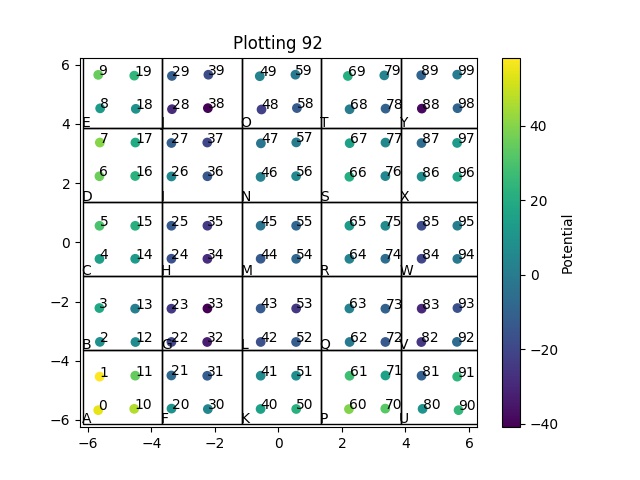 Plotting 92
6
4
2
0
−2
−4
−6
−6 −4 −2 0 2 4 6
9 19 29 39 49 59 69 79 89 99
8 18 28 38 48 58 68 78 88 98
E J O T Y
7 17 27 37 47 57 67 77 87 97
6 16 26 36 46 56 66 76 86 96
D I N S X
5 15 25 35 45 55 65 75 85 95
4 14 24 34 44 54 64 74 84 94
C H M R W
3 13 23 33 43 53 63 73 83 93
2 12 22 32 42 52 62 72 82 92
B G L Q V
1 11 21 31 41 51 61 71 81 91
0 10 20 30 40 50 60 70 80 90
A F K P U
40
20
0
−20
−40
Potential